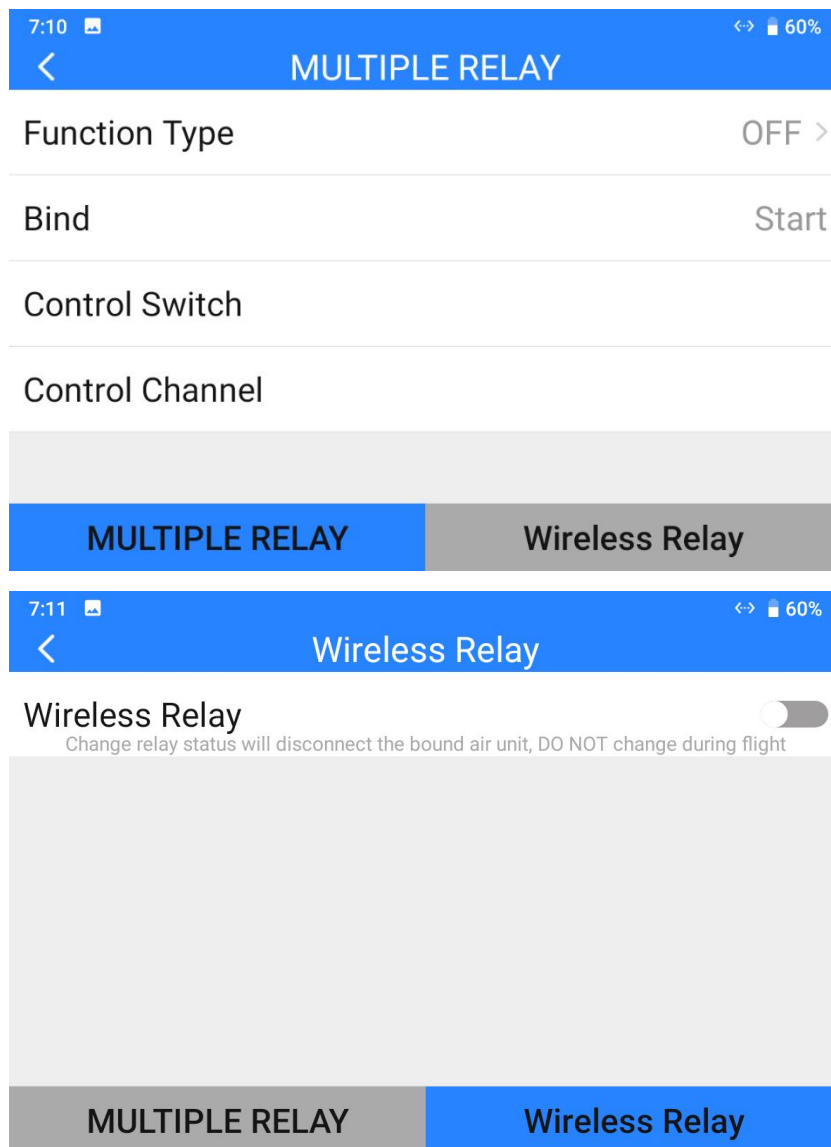 7:10 60%
MULTIPLE RELAY
Function Type OFF
Bind Start
Control Switch
Control Channel
MULTIPLE RELAY Wireless Relay
7:11 60%
Wireless Relay
Wireless Relay
Change relay status will disconnect the bound air unit, DO NOT change during flight
MULTIPLE RELAY Wireless Relay